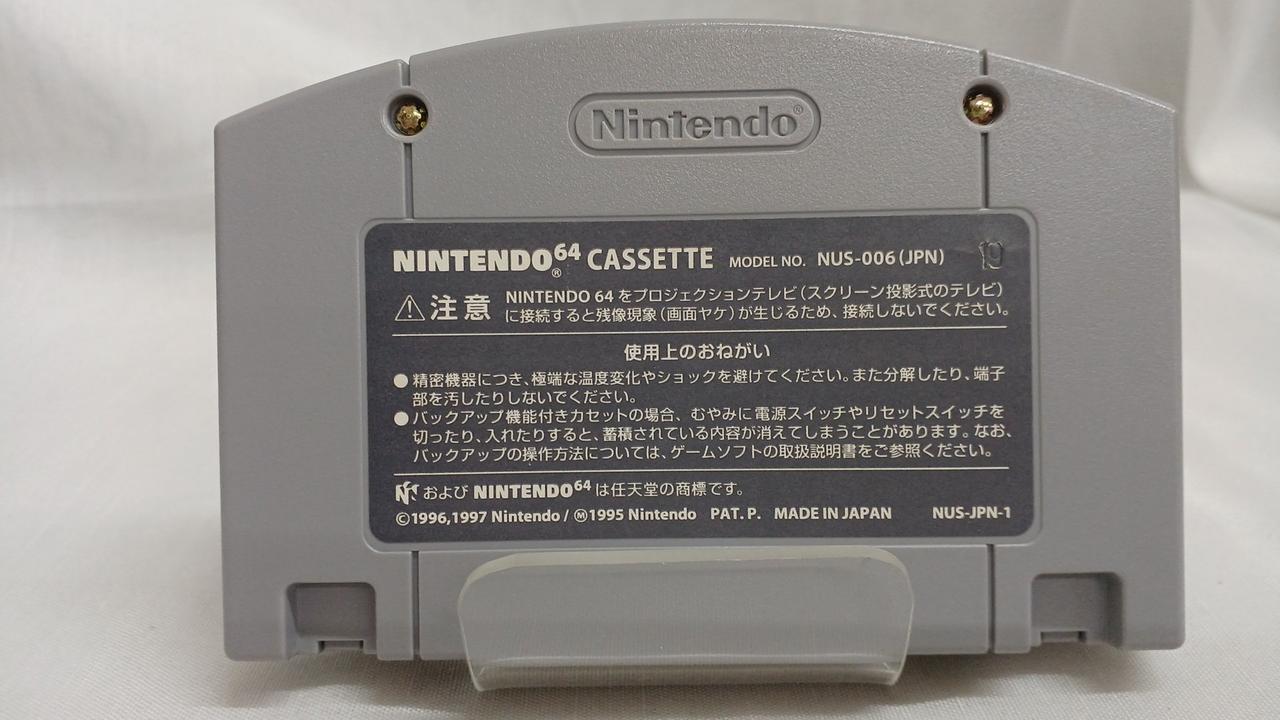 Nintendo®
NINTENDO®64 CASSETTE MODEL NO. NUS-006(JPN) 19
⚠注意 NINTENDO 64 をプロジェクションテレビ(スクリーン投影式のテレビ)
に接続すると残像現象(画面ヤケ)が生じるため、接続しないでください。
使用上のおねがい
●精密機器につき、極端な温度変化やショックを避けてください。また分解したり、端子
部を汚したりしないでください。
●バックアップ機能付きカセットの場合、むやみに電源スイッチやリセットスイッチを
切ったり、入れたりすると、蓄積されている内容が消えてしまうことがあります。なお、
バックアップの操作方法については、ゲームソフトの取扱説明書をご参照ください。
および NINTENDO64 は任天堂の商標です。
©1996,1997 Nintendo/Ⓜ1995 Nintendo PAT. P. MADE IN JAPAN NUS-JPN-1